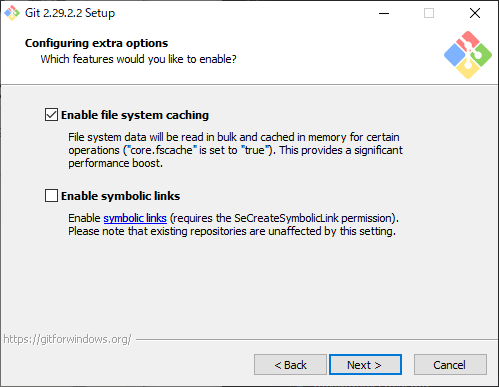 Git 2.29.2.2 Setup
Configuring extra options
Which features would you like to enable?
Enable file system caching
File system data will be read in bulk and cached in memory for certain
operations ("core.fscache" is set to "true"). This provides a significant
performance boost.
Enable symbolic links
Enable symbolic links (requires the SeCreateSymbolicLink permission).
Please note that existing repositories are unaffected by this setting.
https://gitforwindows.org/
< Back
Next >
Cancel